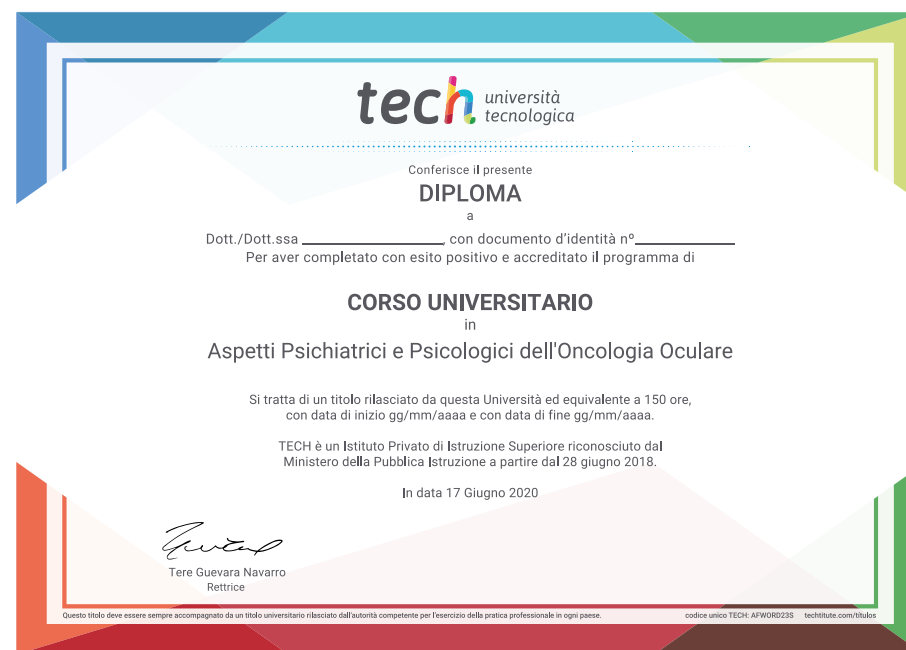 tech università
tecnologica
Conferisce il presente
DIPLOMA
a
Dott./Dott.ssa ____________________, con documento d'identità nº______________
Per aver completato con esito positivo e accreditato il programma di
CORSO UNIVERSITARIO
in
Aspetti Psichiatrici e Psicologici dell'Oncologia Oculare
Si tratta di un titolo rilasciato da questa Università ed equivalente a 150 ore,
con data di inizio gg/mm/aaaa e con data di fine gg/mm/aaaa.
TECH è un Istituto Privato di Istruzione Superiore riconosciuto dal
Ministero della Pubblica Istruzione a partire dal 28 giugno 2018.
In data 17 Giugno 2020
Tere Guevara Navarro
Rettrice
Questo titolo deve essere sempre accompagnato da un titolo universitario rilasciato dall'autorità competente per l'esercizio della pratica professionale in ogni paese.
codice unico TECH: AFWORD23S techtitute.com/títulos